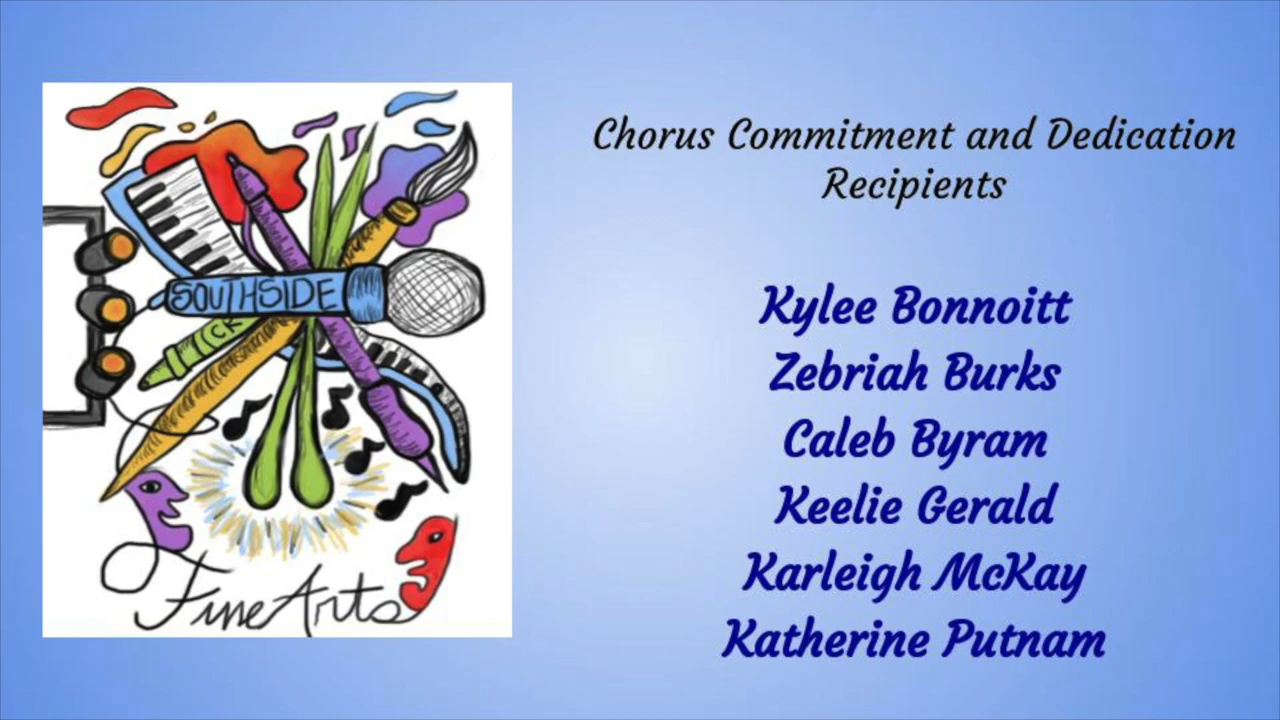 SOUTHSIDE
CK
Fine Arts
Chorus Commitment and Dedication
Recipients
Kylee Bonnoitt
Zebriah Burks
Caleb Byram
Keelie Gerald
Karleigh McKay
Katherine Putnam